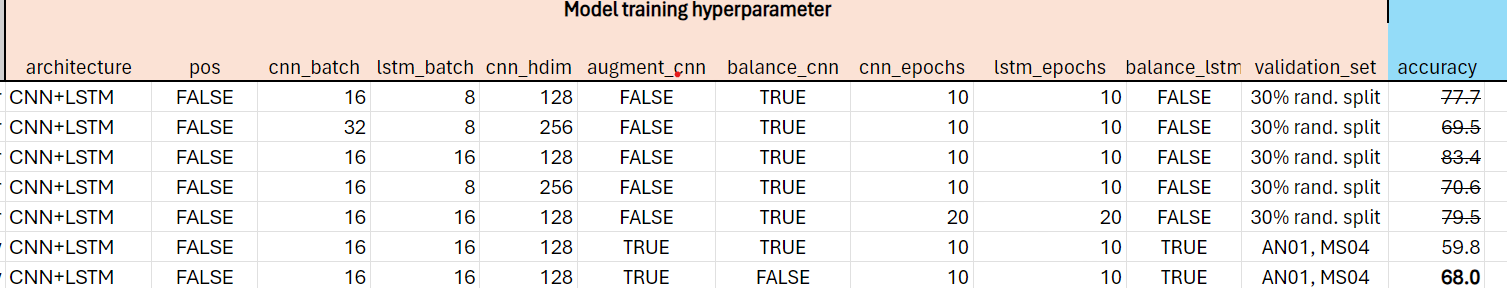 Model training hyperparameter
architecture pos cnn_batch lstm_batch cnn_hdim augment_cnn balance_cnn cnn_epochs lstm_epochs balance_lstm validation_set accuracy
CNN+LSTM FALSE 16 8 128 FALSE TRUE 10 10 FALSE 30% rand. split 77.7
CNN+LSTM FALSE 32 8 256 FALSE TRUE 10 10 FALSE 30% rand. split 69.5
CNN+LSTM FALSE 16 16 128 FALSE TRUE 10 10 FALSE 30% rand. split 83.4
CNN+LSTM FALSE 16 8 256 FALSE TRUE 10 10 FALSE 30% rand. split 70.6
CNN+LSTM FALSE 16 16 128 FALSE TRUE 20 20 FALSE 30% rand. split 79.5
CNN+LSTM FALSE 16 16 128 TRUE TRUE 10 10 TRUE AN01, MS04 59.8
CNN+LSTM FALSE 16 16 128 TRUE FALSE 10 10 TRUE AN01, MS04 68.0